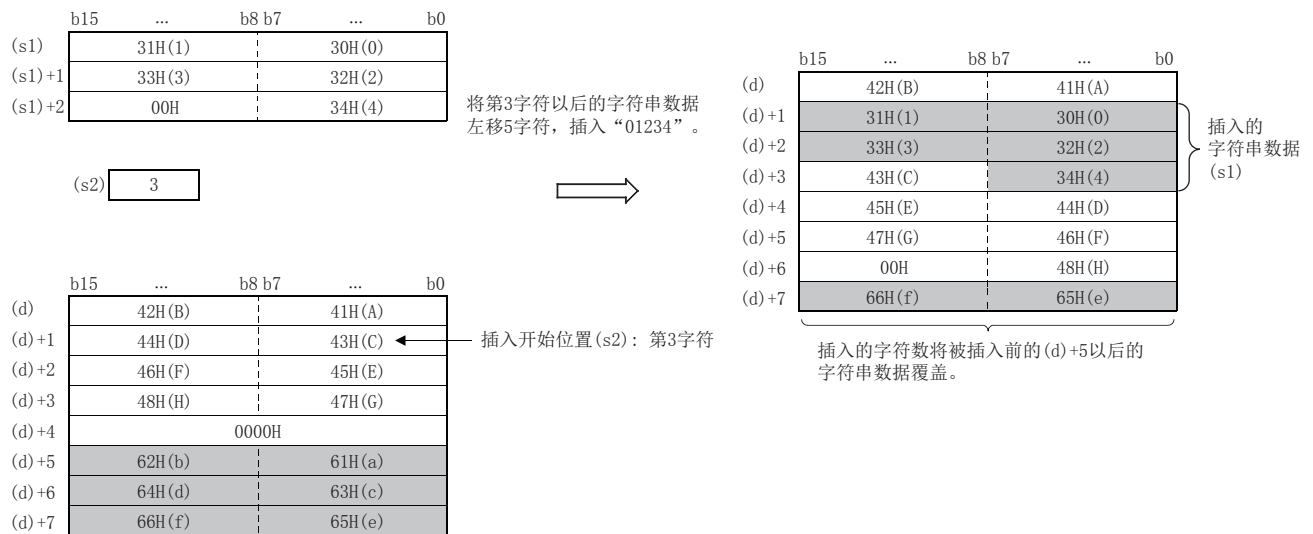 b15 ... b8 b7 ... b0
(s1) 31H(1) 30H(0)
(s1)+1 33H(3) 32H(2)
(s1)+2 00H 34H(4)
将第3字符以后的字符串数据
左移5字符，插入“01234”。
(s2) 3
b15 ... b8 b7 ... b0
(d) 42H(B) 41H(A)
(d)+1 44H(D) 43H(C)
(d)+2 46H(F) 45H(E)
(d)+3 48H(H) 47H(G)
(d)+4 0000H
(d)+5 62H(b) 61H(a)
(d)+6 64H(d) 63H(c)
(d)+7 66H(f) 65H(e)
插入开始位置(s2)：第3字符
b15 ... b8 b7 ... b0
(d) 42H(B) 41H(A)
(d)+1 31H(1) 30H(0)
(d)+2 33H(3) 32H(2)
(d)+3 43H(C) 34H(4)
(d)+4 45H(E) 44H(D)
(d)+5 47H(G) 46H(F)
(d)+6 00H 48H(H)
(d)+7 66H(f) 65H(e)
插入的
字符串数据
(s1)
插入的字符数将被插入前的(d)+5以后的
字符串数据覆盖。